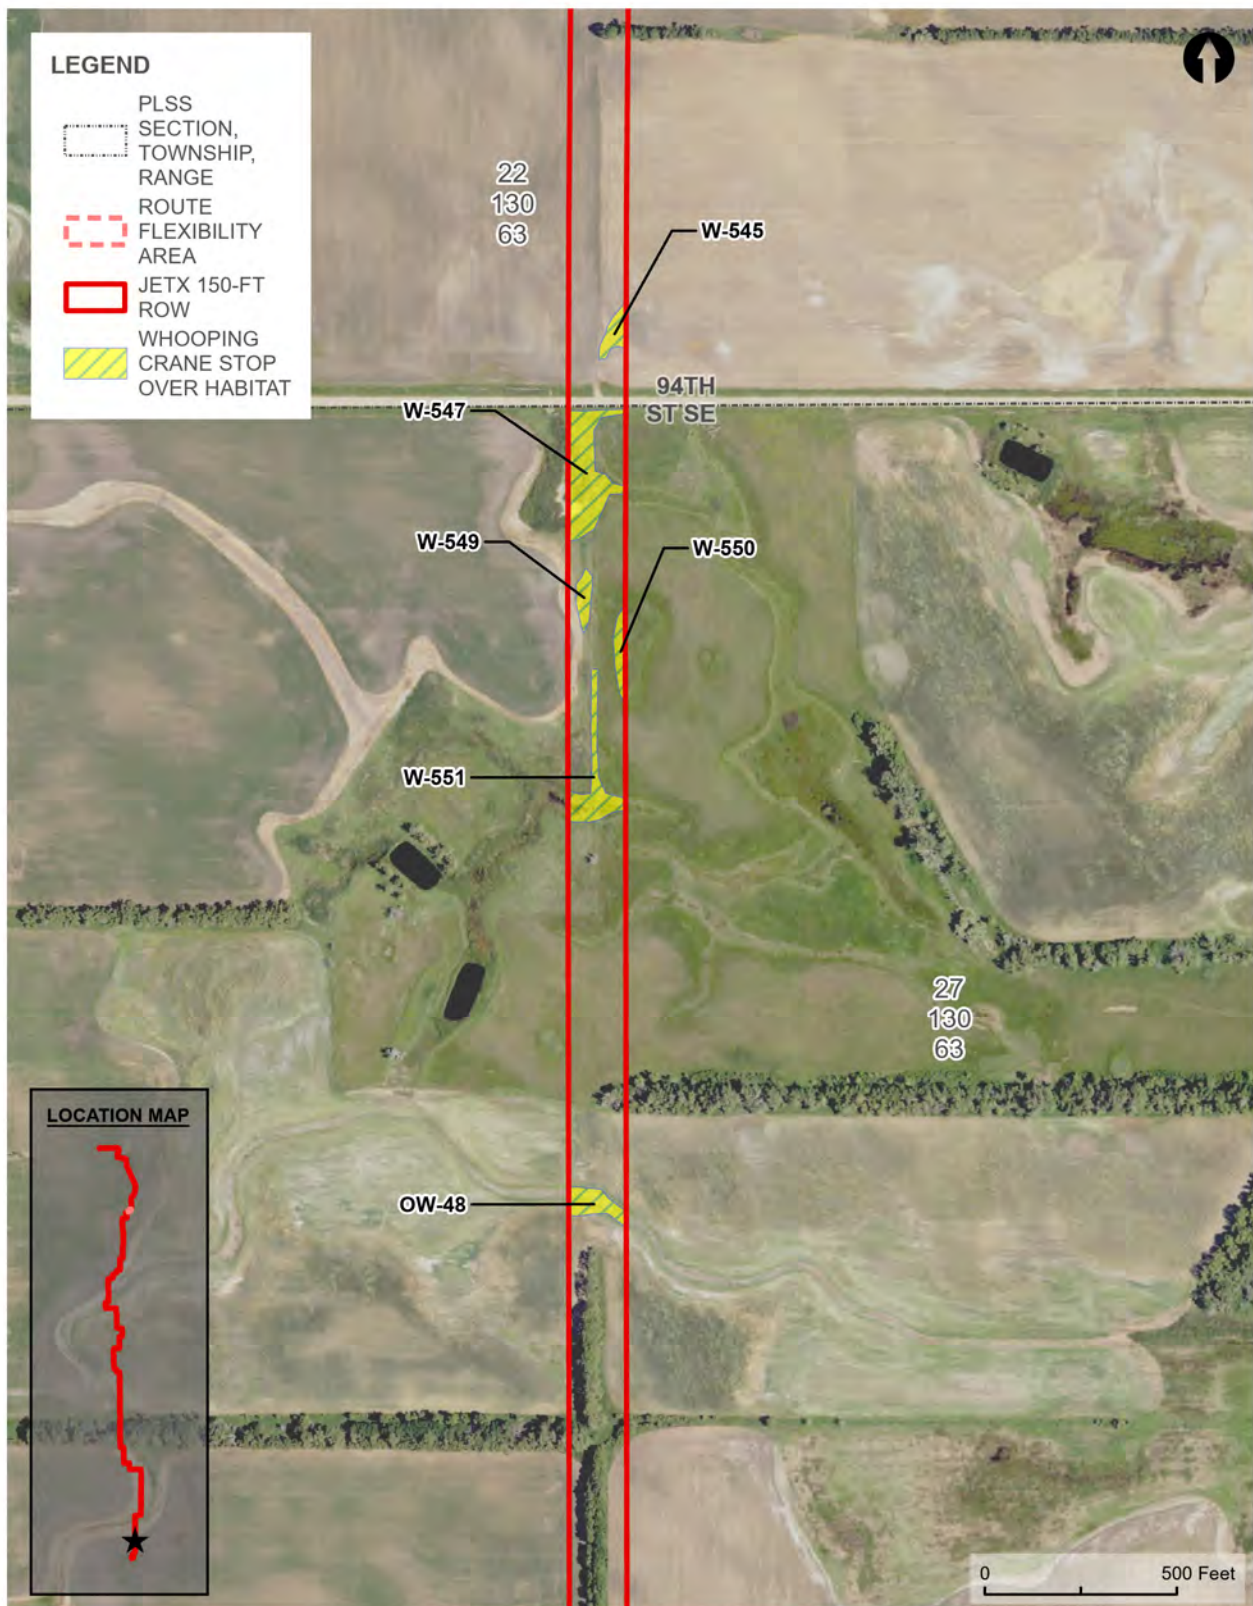 LEGEND
PLSS
SECTION,
TOWNSHIP,
RANGE
ROUTE
FLEXIBILITY
AREA
JETX 150-FT
ROW
WHOOPING
CRANE STOP
OVER HABITAT
22
130
63
W-545
94TH
ST SE
W-547
W-549
W-550
W-551
27
130
63
OW-48
LOCATION MAP
0 500 Feet